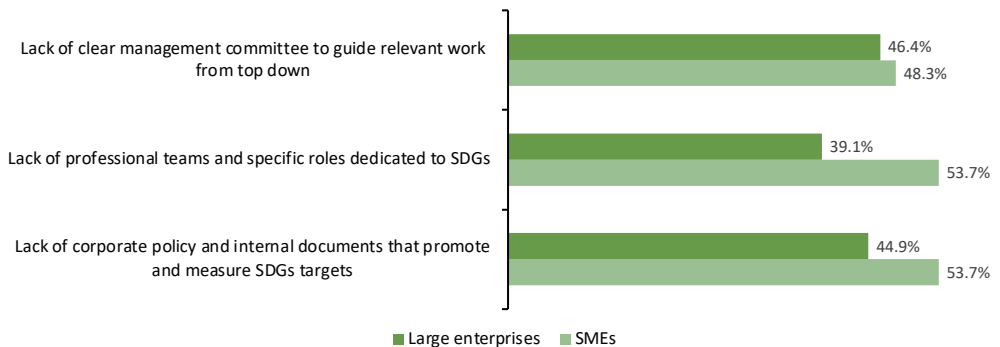 Lack of clear management committee to guide relevant work
from top down
46.4%
48.3%
Lack of professional teams and specific roles dedicated to SDGs
39.1%
53.7%
Lack of corporate policy and internal documents that promote
and measure SDGs targets
44.9%
53.7%
Large enterprises SMEs